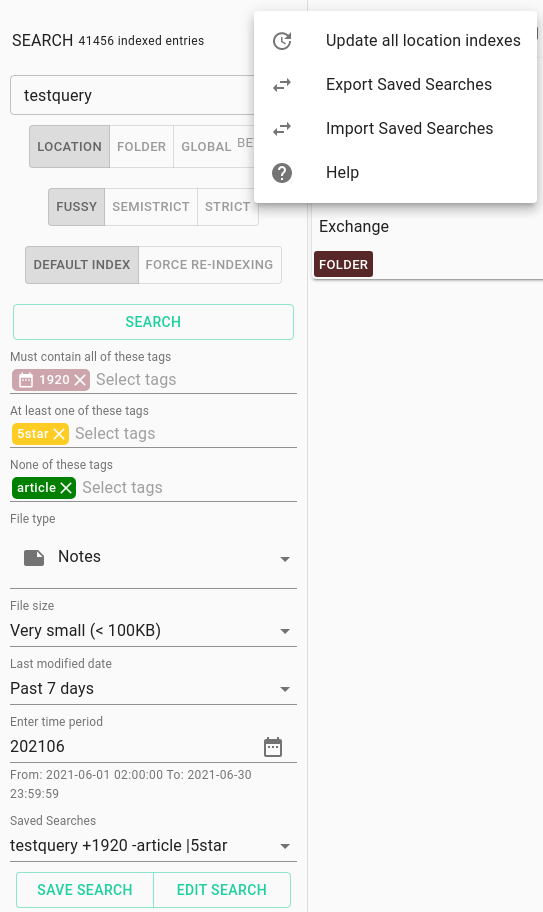 SEARCH 41456 indexed entries
Update all location indexes
Export Saved Searches
Import Saved Searches
Help
testquery
LOCATION FOLDER GLOBAL BE
FUSSY SEMISTRICT STRICT
Exchange
FOLDER
DEFAULT INDEX FORCE RE-INDEXING
SEARCH
Must contain all of these tags
1920 Select tags
At least one of these tags
5star Select tags
None of these tags
article Select tags
File type
Notes
File size
Very small (< 100KB)
Last modified date
Past 7 days
Enter time period
202106
From: 2021-06-01 02:00:00 To: 2021-06-30
23:59:59
Saved Searches
testquery +1920 -article |5star
SAVE SEARCH EDIT SEARCH